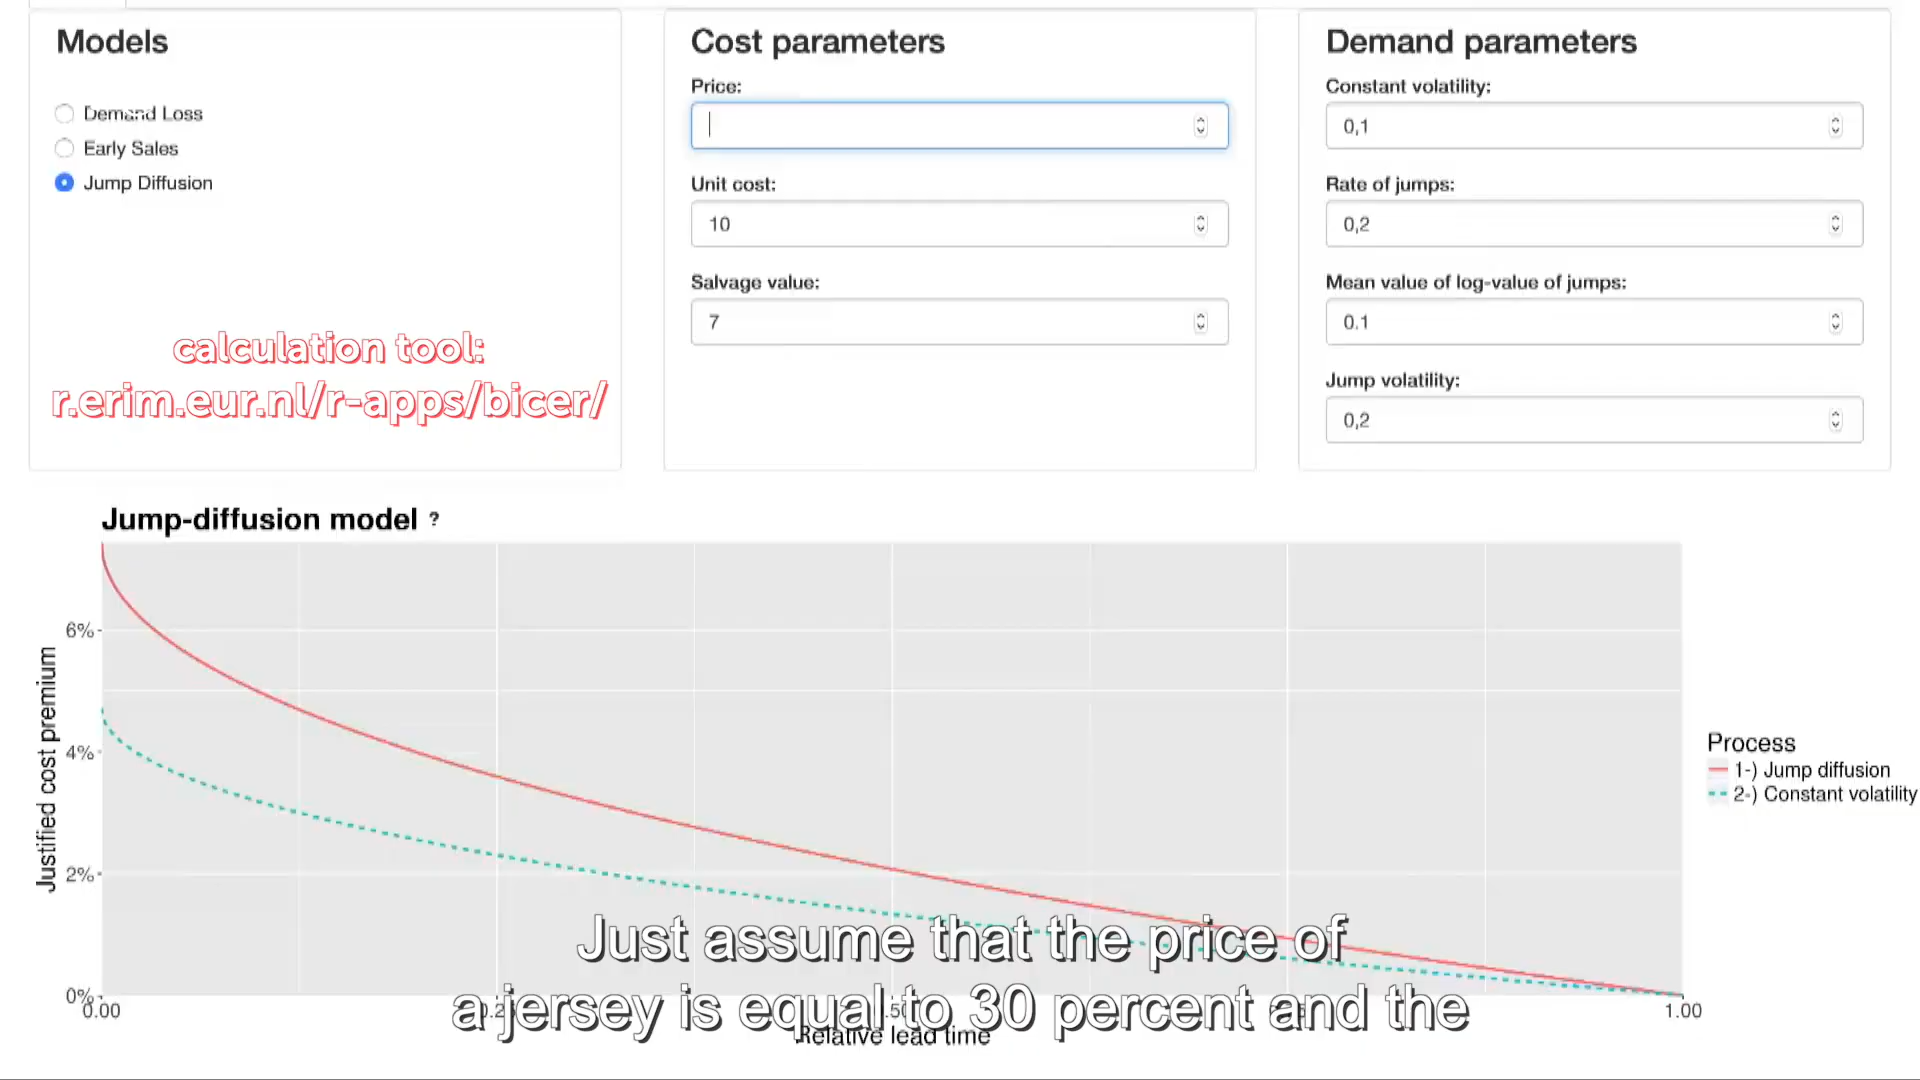 Models
Demand Loss
Early Sales
Jump Diffusion
calculation tool:
r.erim.eur.nl/r-apps/bicer/
Cost parameters
Price:
Unit cost:
10
Salvage value:
7
Demand parameters
Constant volatility:
0,1
Rate of jumps:
0,2
Mean value of log-value of jumps:
0.1
Jump volatility:
0,2
Jump-diffusion model ?
Justified cost premium
6%
4%
2%
0%
0.00
1.00
Relative lead time
Process
1-) Jump diffusion
2-) Constant volatility
Just assume that the price of
a jersey is equal to 30 percent and the